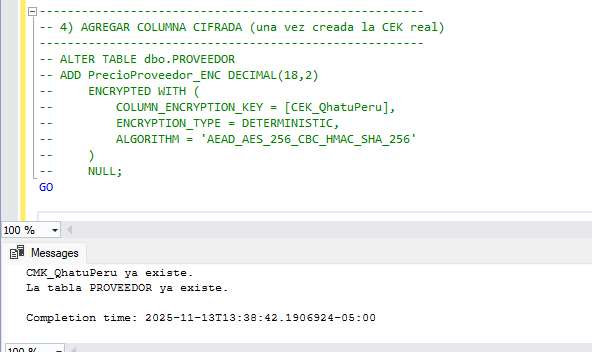 -----------------------------------------------------
-- 4) AGREGAR COLUMNA CIFRADA (una vez creada la CEK real)
-----------------------------------------------------
-- ALTER TABLE dbo.PROVEEDOR
-- ADD PrecioProveedor_ENC DECIMAL(18,2)
--     ENCRYPTED WITH (
--         COLUMN_ENCRYPTION_KEY = [CEK_QhatuPeru],
--         ENCRYPTION_TYPE = DETERMINISTIC,
--         ALGORITHM = 'AEAD_AES_256_CBC_HMAC_SHA_256'
--     )
--     NULL;
GO
100 %
Messages
CMK_QhatuPeru ya existe.
La tabla PROVEEDOR ya existe.
Completion time: 2025-11-13T13:38:42.1906924-05:00
100 %